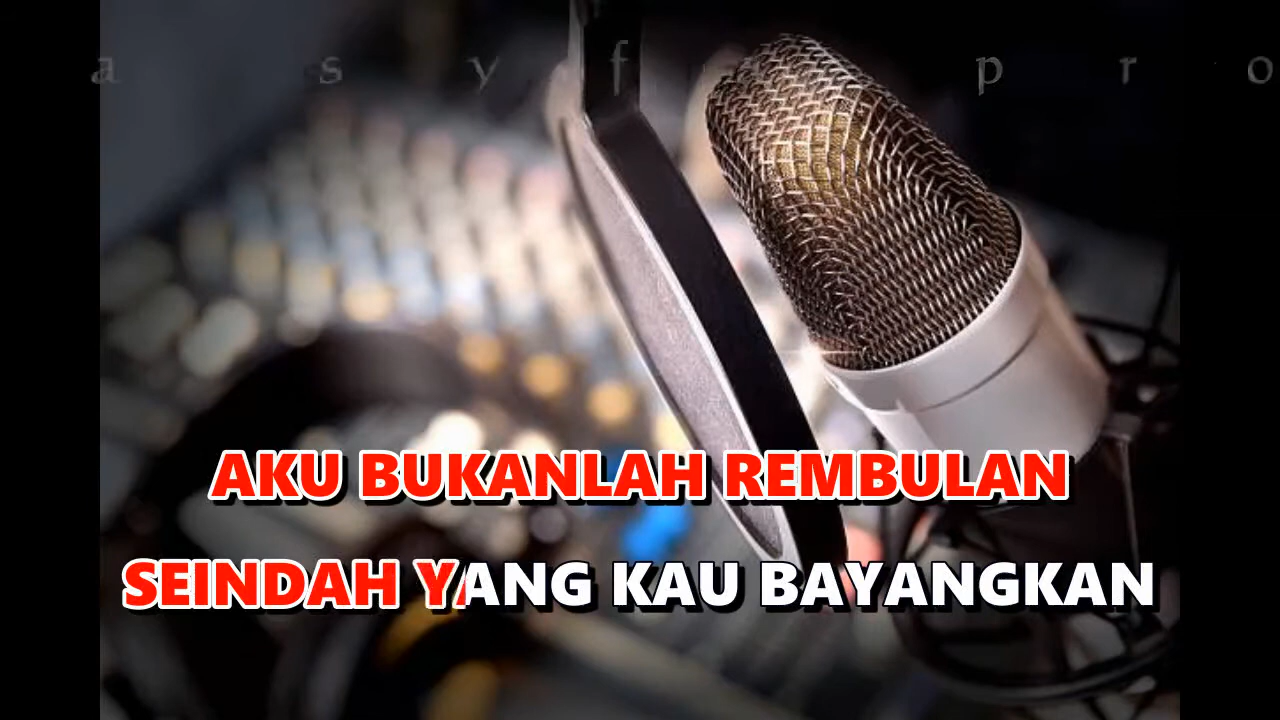 a s y f a p r o
AKU BUKANLAH REMBULAN
SEINDAH YANG KAU BAYANGKAN